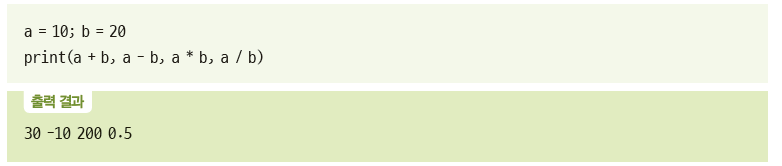 a = 10; b = 20
print(a + b, a - b, a * b, a / b)
출력 결과
30 -10 200 0.5